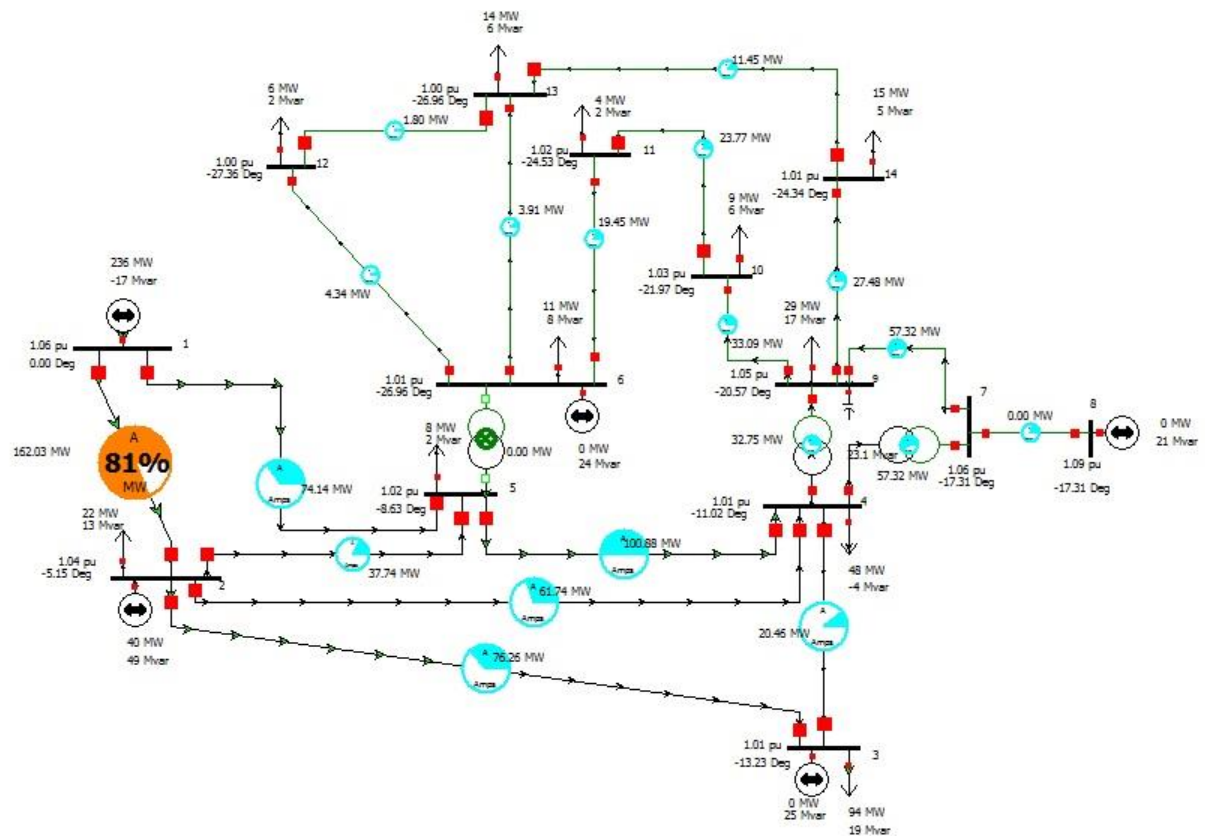 14 MW
6 Mvar
1.00 pu
-26.96 Deg
13
11.45 MW
6 MW
2 Mvar
1.80 MW
1.00 pu
-27.36 Deg
12
4 MW
2 Mvar
1.02 pu
-24.53 Deg
11
23.77 MW
15 MW
5 Mvar
1.01 pu
-24.34 Deg
14
3.91 MW
19.45 MW
9 MW
6 Mvar
10
1.03 pu
-21.97 Deg
27.48 MW
236 MW
-17 Mvar
4.34 MW
11 MW
8 Mvar
29 MW
17 Mvar
33.09 MW
57.32 MW
1.06 pu
0.00 Deg
1
1.01 pu
-26.96 Deg
6
1.05 pu
-20.57 Deg
9
7
8
0.00 MW
0 MW
21 Mvar
0 MW
24 Mvar
8 MW
2 Mvar
0.00 MW
32.75 MW
23.1 Mvar
57.32 MW
1.06 pu
-17.31 Deg
1.09 pu
-17.31 Deg
162.03 MW
A
81%
MW
A
Amps
74.14 MW
1.02 pu
-8.63 Deg
5
1.01 pu
-11.02 Deg
4
22 MW
13 Mvar
1.04 pu
-5.15 Deg
2
37.74 MW
A
100.88 MW
Amps
48 MW
-4 Mvar
A
61.74 MW
Amps
40 MW
49 Mvar
A
20.46 MW
Amps
A
76.26 MW
Amps
1.01 pu
-13.23 Deg
3
0 MW
25 Mvar
94 MW
19 Mvar